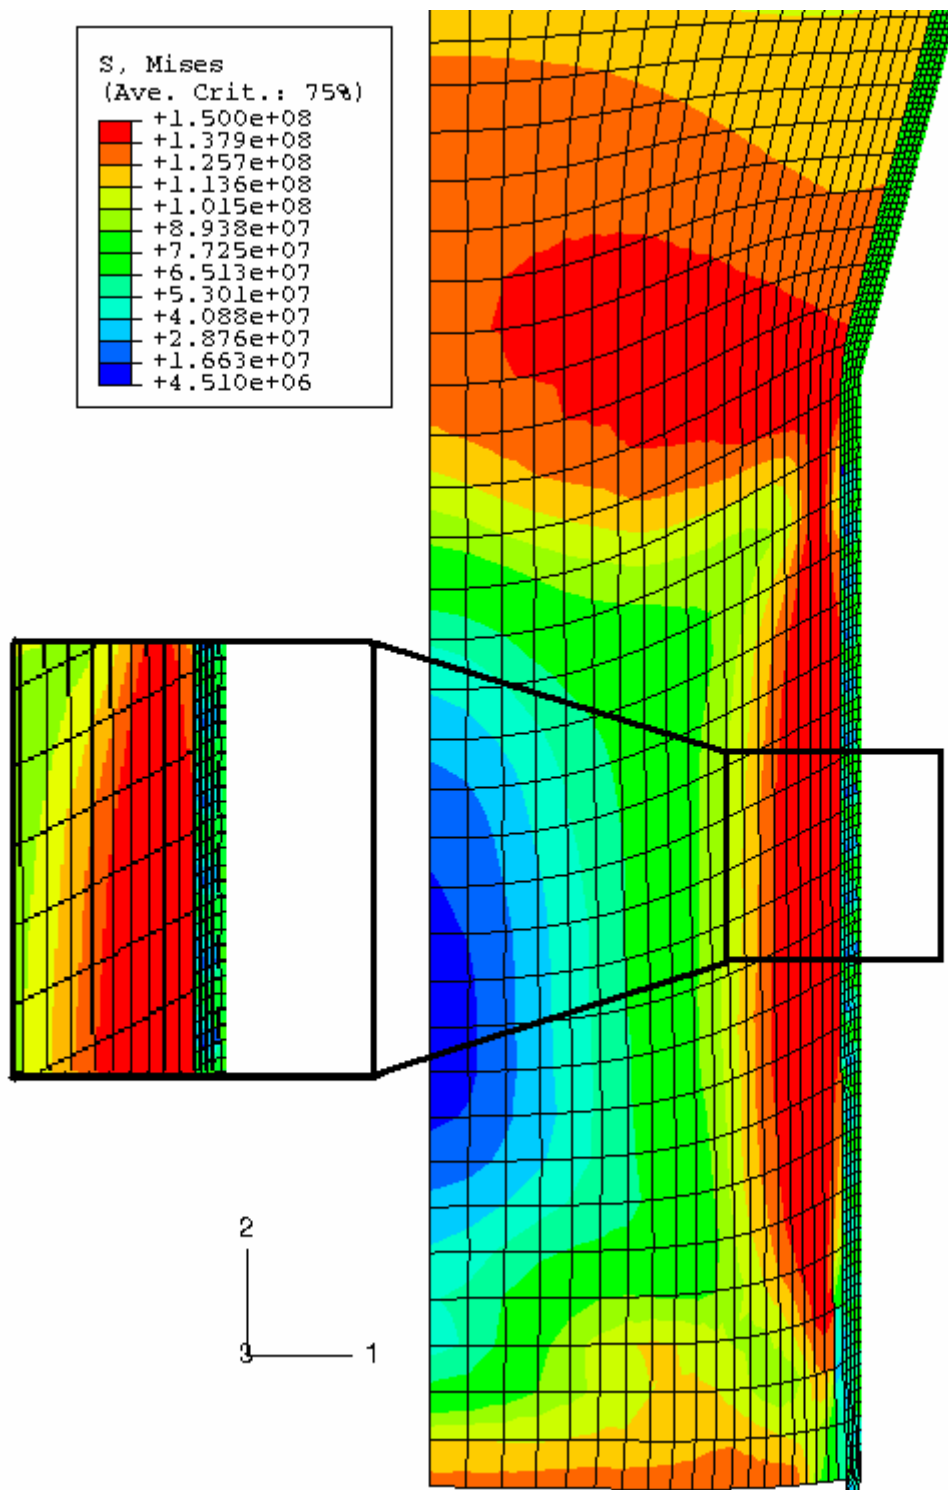 S, Mises
(Ave. Crit.: 75%)
+1.500e+08
+1.379e+08
+1.257e+08
+1.136e+08
+1.015e+08
+8.938e+07
+7.725e+07
+6.513e+07
+5.301e+07
+4.088e+07
+2.876e+07
+1.663e+07
+4.510e+06
2
3 1